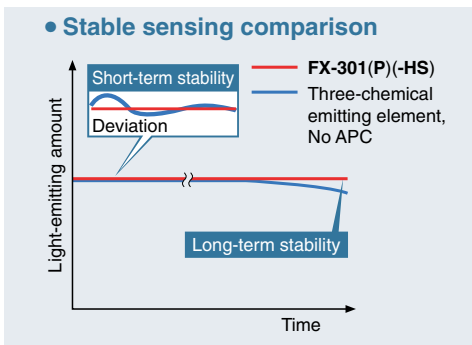 • Stable sensing comparison
Short-term stability
Deviation
FX-301(P)(-HS)
Three-chemical
emitting element,
No APC
Light-emitting amount
Long-term stability
Time